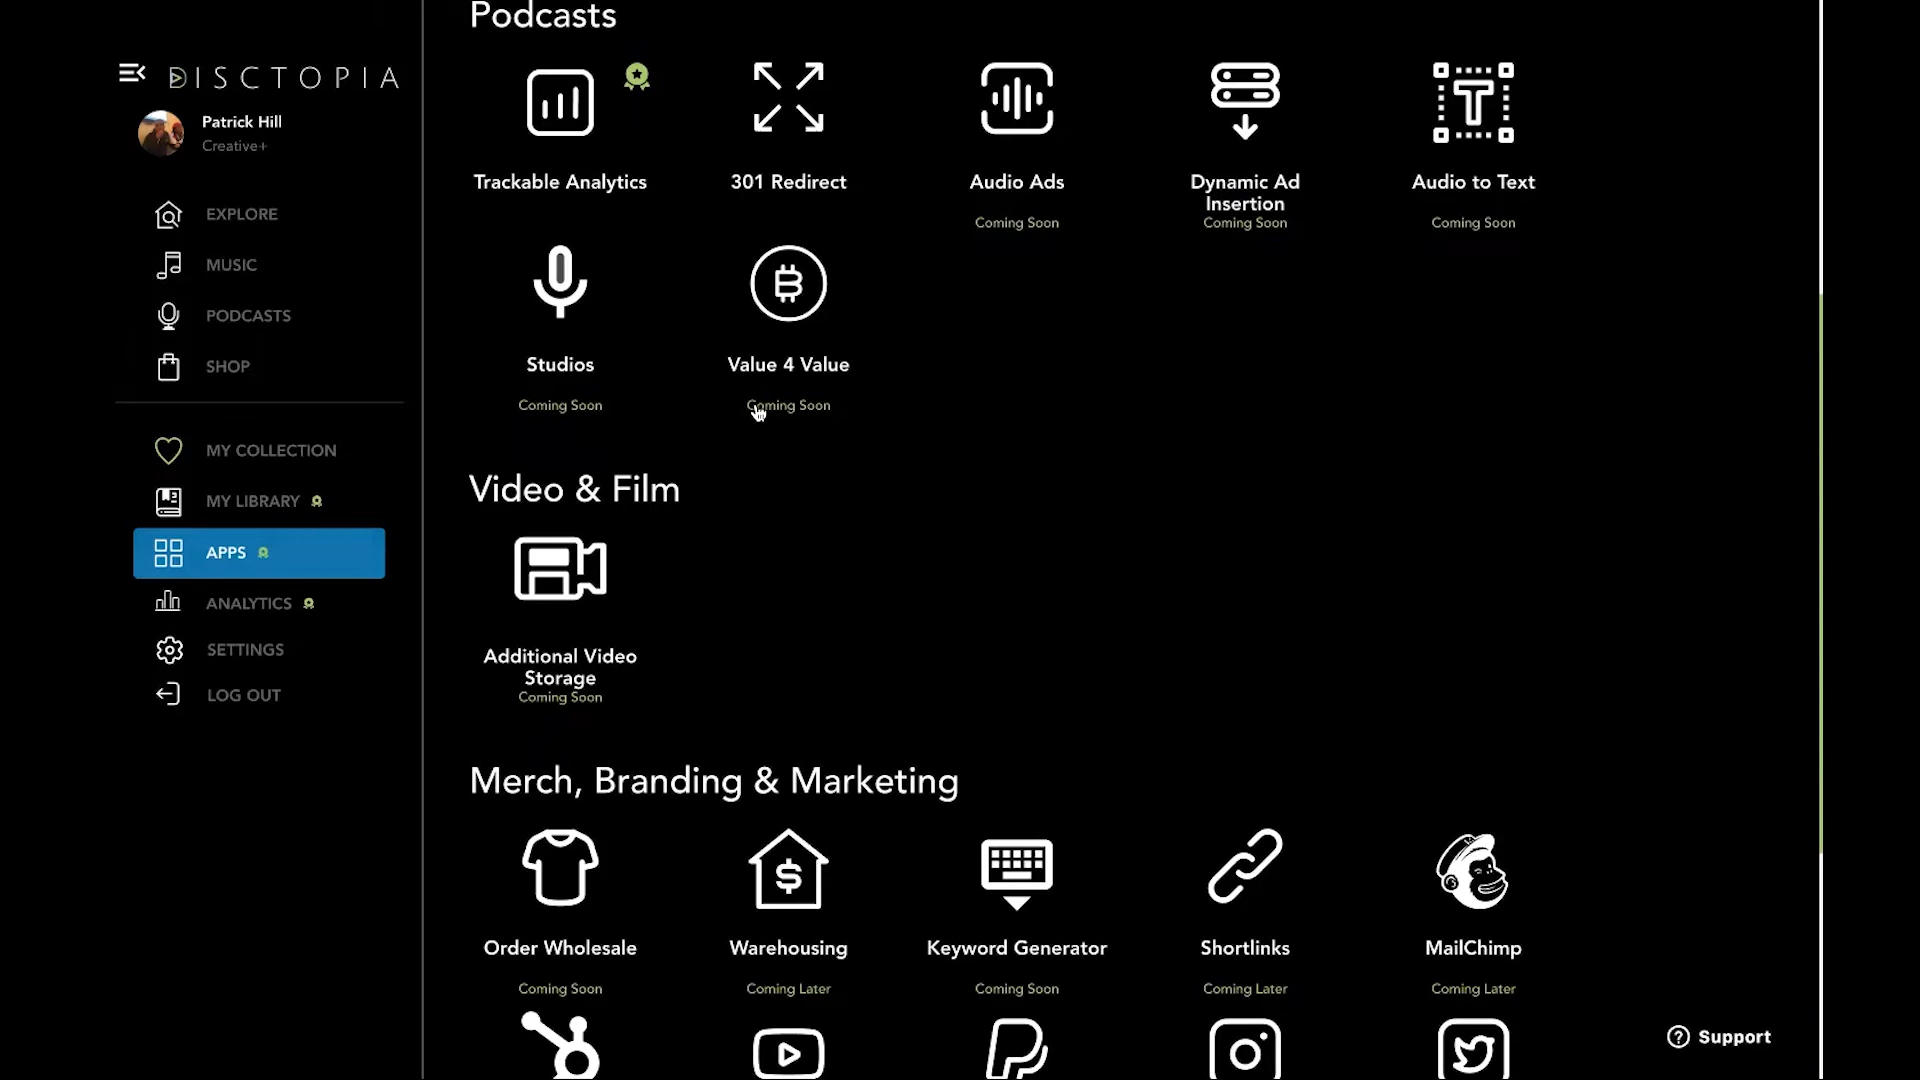 DISCTOPIA
Patrick Hill
Creative+
EXPLORE
MUSIC
PODCASTS
SHOP
MY COLLECTION
MY LIBRARY
APPS
ANALYTICS
SETTINGS
LOG OUT
Podcasts
Trackable Analytics
301 Redirect
Audio Ads
Coming Soon
Dynamic Ad
Insertion
Coming Soon
Audio to Text
Coming Soon
Studios
Coming Soon
Value 4 Value
Coming Soon
Video & Film
Additional Video
Storage
Coming Soon
Merch, Branding & Marketing
Order Wholesale
Coming Soon
Warehousing
Coming Later
Keyword Generator
Coming Soon
Shortlinks
Coming Later
MailChimp
Coming Later
Support